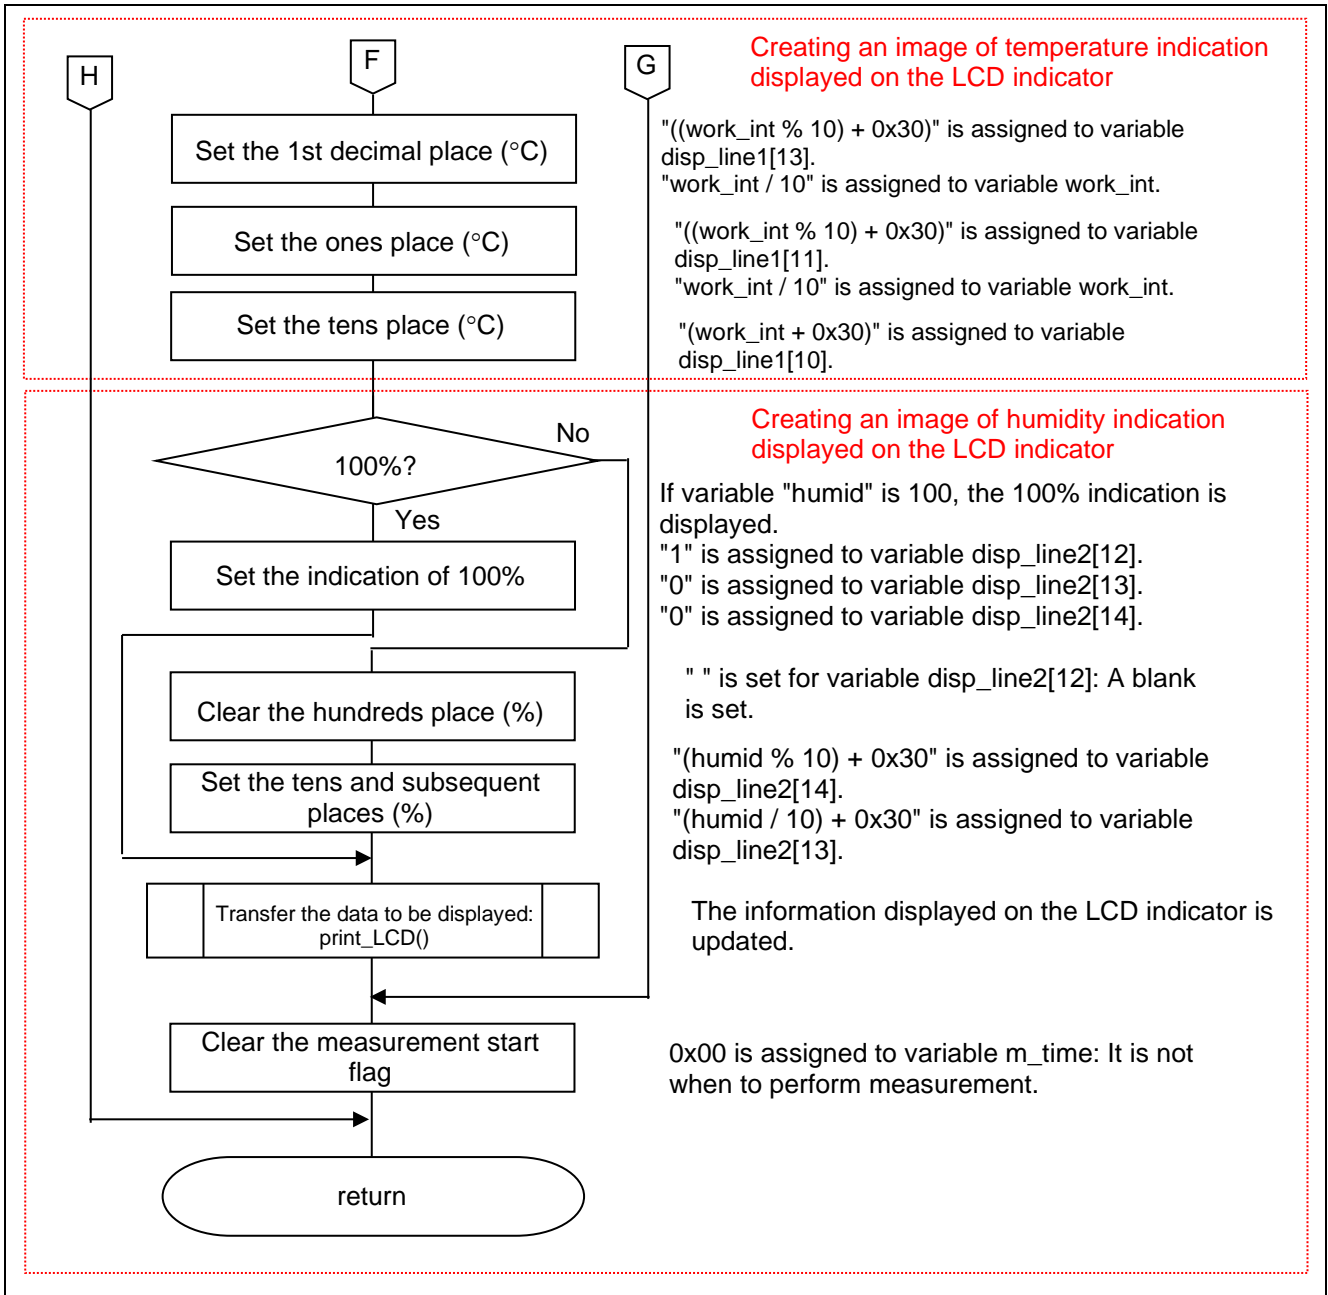 H
F
G
Creating an image of temperature indication
displayed on the LCD indicator
Set the 1st decimal place (°C)
"((work_int % 10) + 0x30)" is assigned to variable
disp_line1[13].
"work_int / 10" is assigned to variable work_int.
Set the ones place (°C)
"((work_int % 10) + 0x30)" is assigned to variable
disp_line1[11].
"work_int / 10" is assigned to variable work_int.
Set the tens place (°C)
"(work_int + 0x30)" is assigned to variable
disp_line1[10].
Creating an image of humidity indication
displayed on the LCD indicator
100%?
No
Yes
If variable "humid" is 100, the 100% indication is
displayed.
"1" is assigned to variable disp_line2[12].
"0" is assigned to variable disp_line2[13].
"0" is assigned to variable disp_line2[14].
Set the indication of 100%
Clear the hundreds place (%)
" " is set for variable disp_line2[12]: A blank
is set.
Set the tens and subsequent
places (%)
"(humid % 10) + 0x30" is assigned to variable
disp_line2[14].
"(humid / 10) + 0x30" is assigned to variable
disp_line2[13].
Transfer the data to be displayed:
print_LCD()
The information displayed on the LCD indicator is
updated.
Clear the measurement start
flag
0x00 is assigned to variable m_time: It is not
when to perform measurement.
return